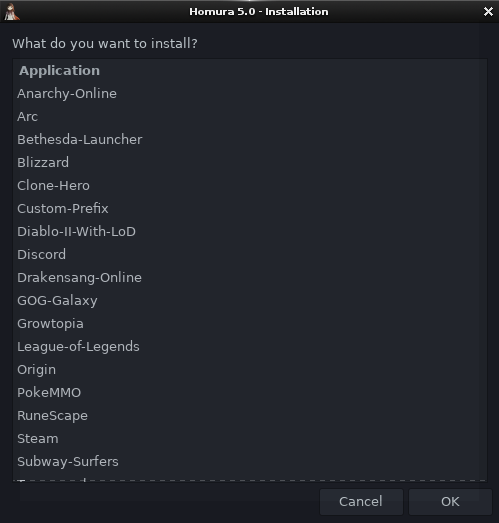 Homura 5.0 - Installation
What do you want to install?
Application
Anarchy-Online
Arc
Bethesda-Launcher
Blizzard
Clone-Hero
Custom-Prefix
Diablo-II-With-LoD
Discord
Drakensang-Online
GOG-Galaxy
Growtopia
League-of-Legends
Origin
PokeMMO
RuneScape
Steam
Subway-Surfers
Cancel OK